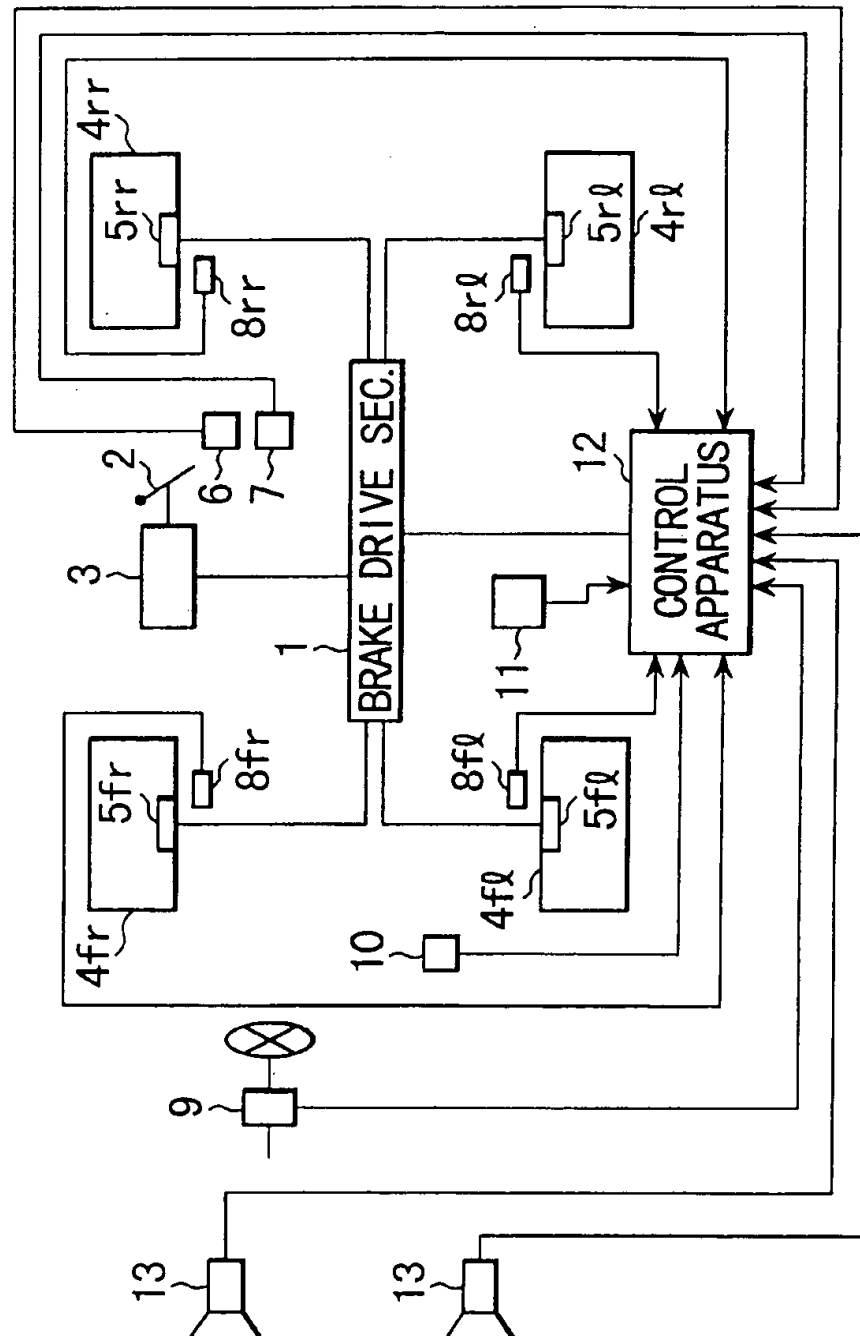 4fr
3
4rr
5fr
2
5rr
13
9
6
8fr
8rr
7
1
BRAKE DRIVE SEC.
10
13
8fℓ
8rℓ
4fℓ
11
5rℓ
12
5fℓ
4rℓ
CONTROL
APPARATUS